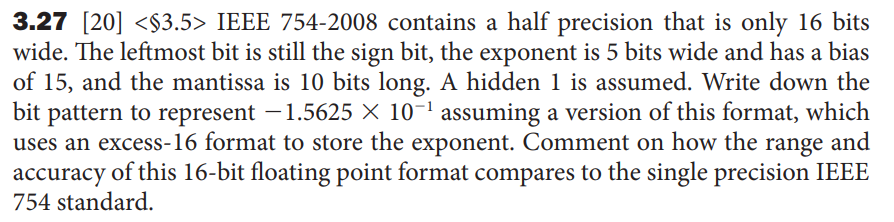 3.27 [20] <§3.5> IEEE 754-2008 contains a half precision that is only 16 bits
wide. The leftmost bit is still the sign bit, the exponent is 5 bits wide and has a bias
of 15, and the mantissa is 10 bits long. A hidden 1 is assumed. Write down the
bit pattern to represent −1.5625 × 10⁻¹ assuming a version of this format, which
uses an excess-16 format to store the exponent. Comment on how the range and
accuracy of this 16-bit floating point format compares to the single precision IEEE
754 standard.